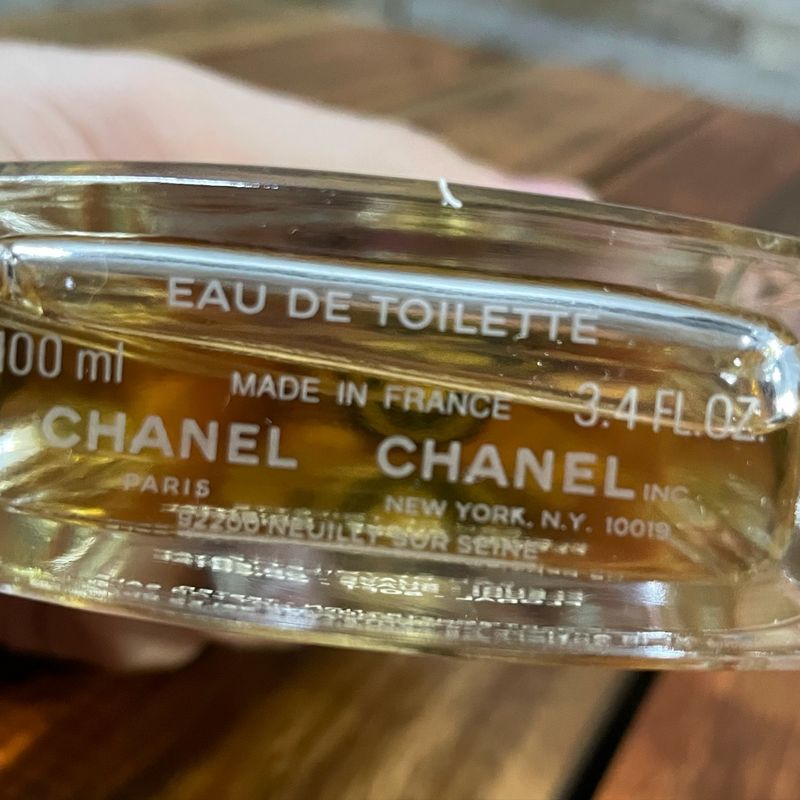 EAU DE TOILETTE
100 ml MADE IN FRANCE 3.4 FL.OZ.
CHANEL CHANEL INC.
PARIS NEW YORK, N.Y. 10019
92200 NEUILLY SUR SEINE